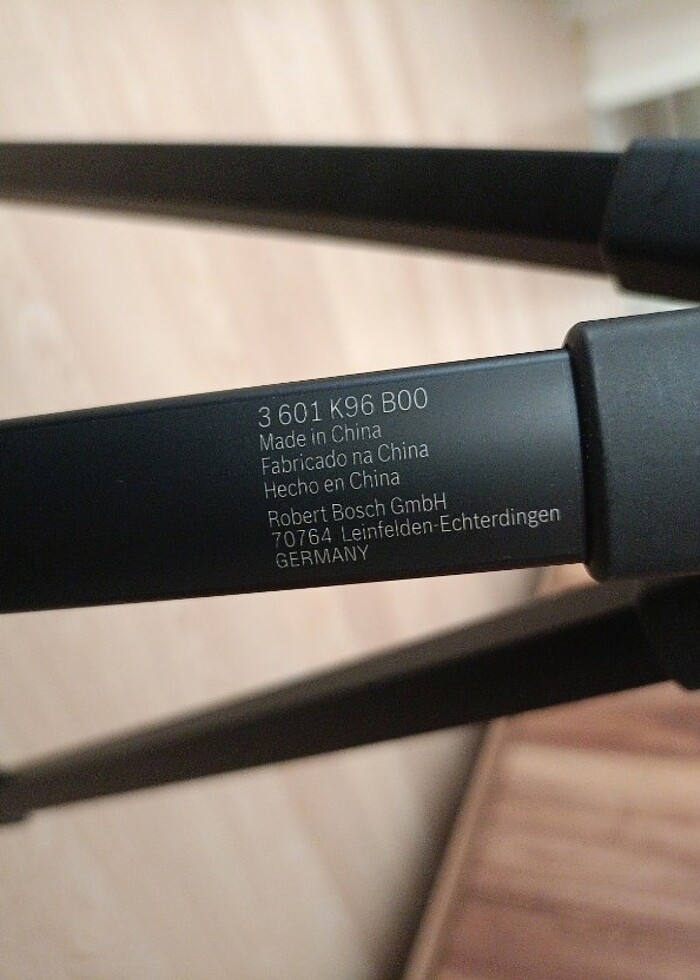 3 601 K96 B00
Made in China
Fabricado na China
Hecho en China
Robert Bosch GmbH
70764 Leinfelden-Echterdingen
GERMANY